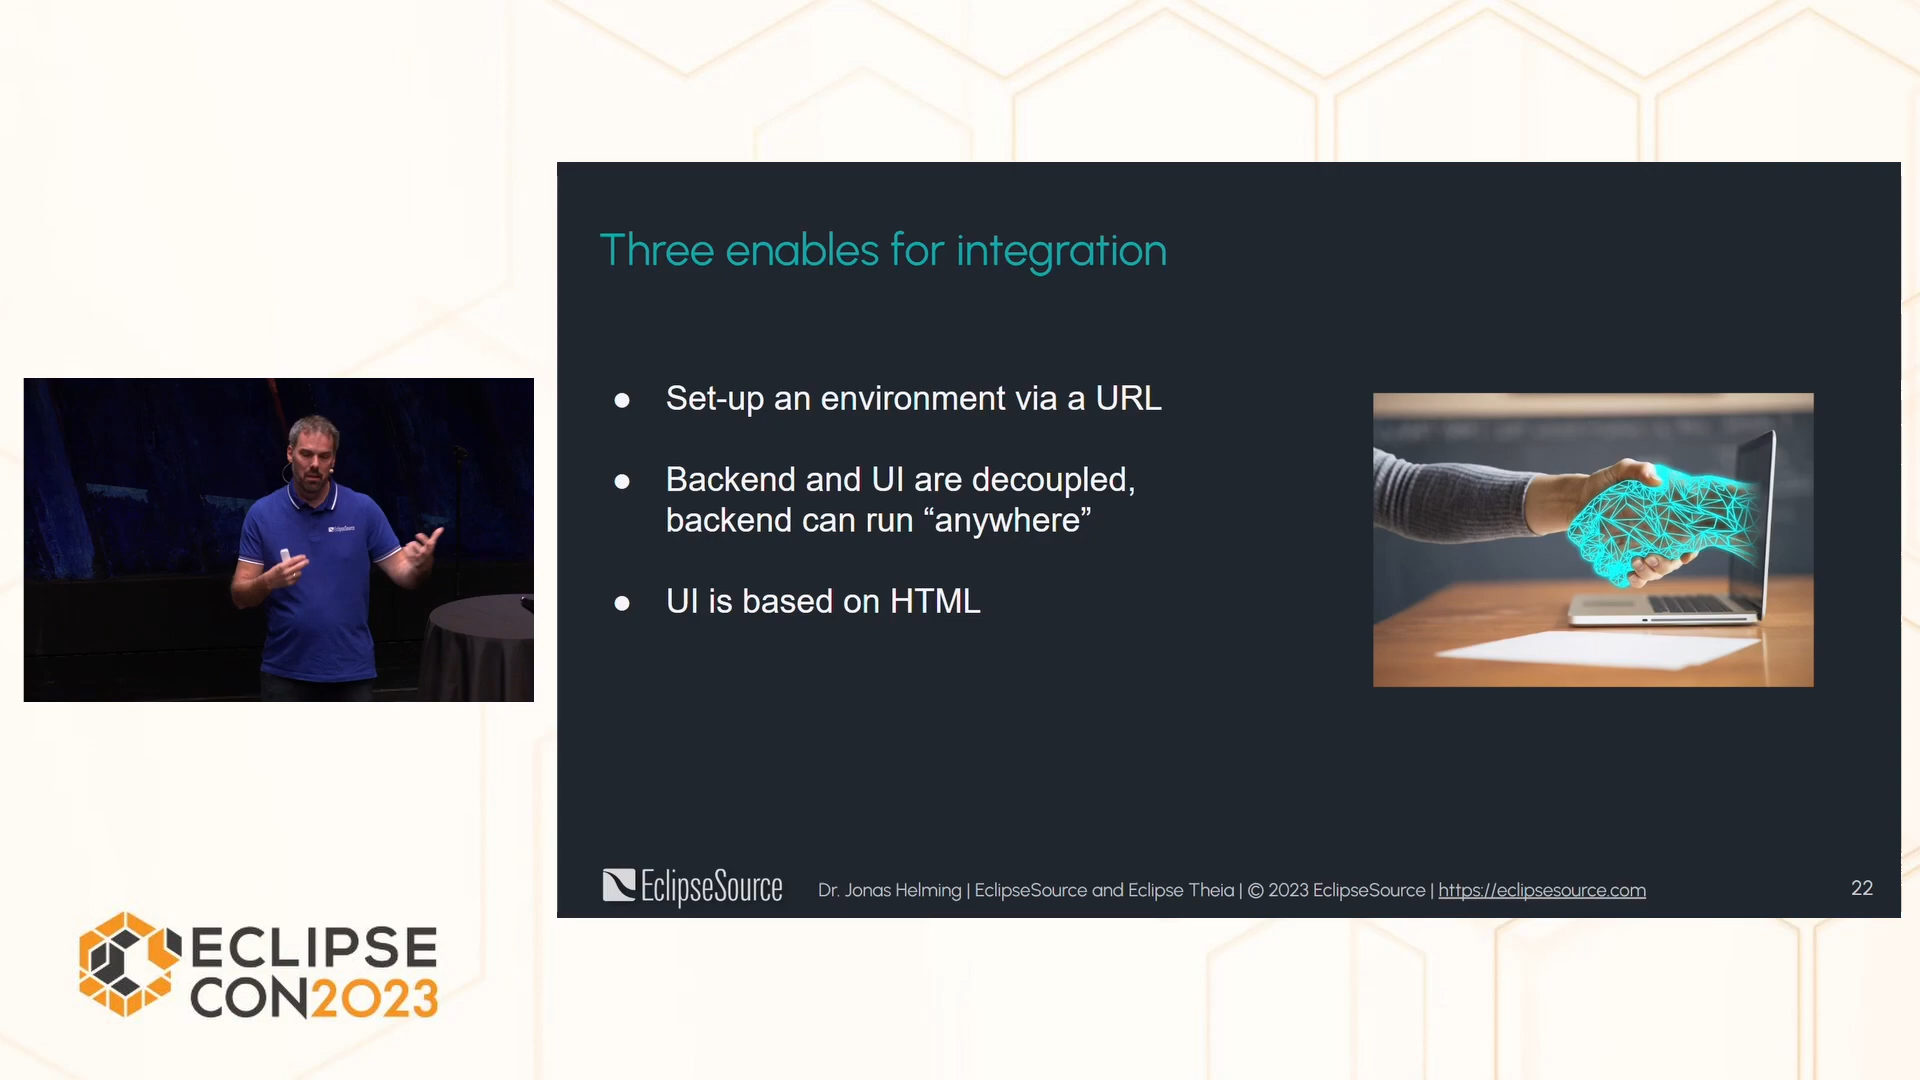 Three enables for integration
● Set-up an environment via a URL
● Backend and UI are decoupled,
backend can run “anywhere”
● UI is based on HTML
EclipseSource
EclipseSource
Dr. Jonas Helming | EclipseSource and Eclipse Theia | © 2023 EclipseSource | https://eclipsesource.com
22
ECLIPSE
CON2023